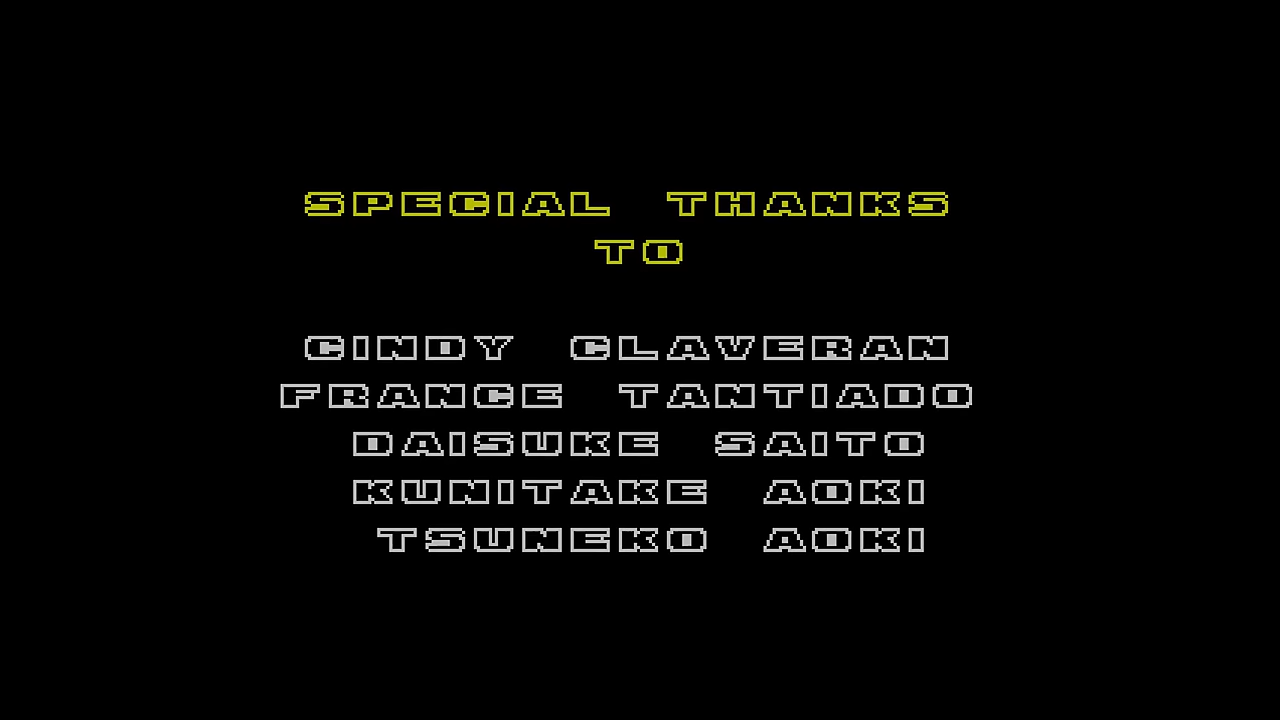 SPECIAL THANKS
TO
CINDY CLAVERAN
FRANCE TANTIADO
DAISUKE SAITO
KUNITAKE AOKI
TSUNEKO AOKI